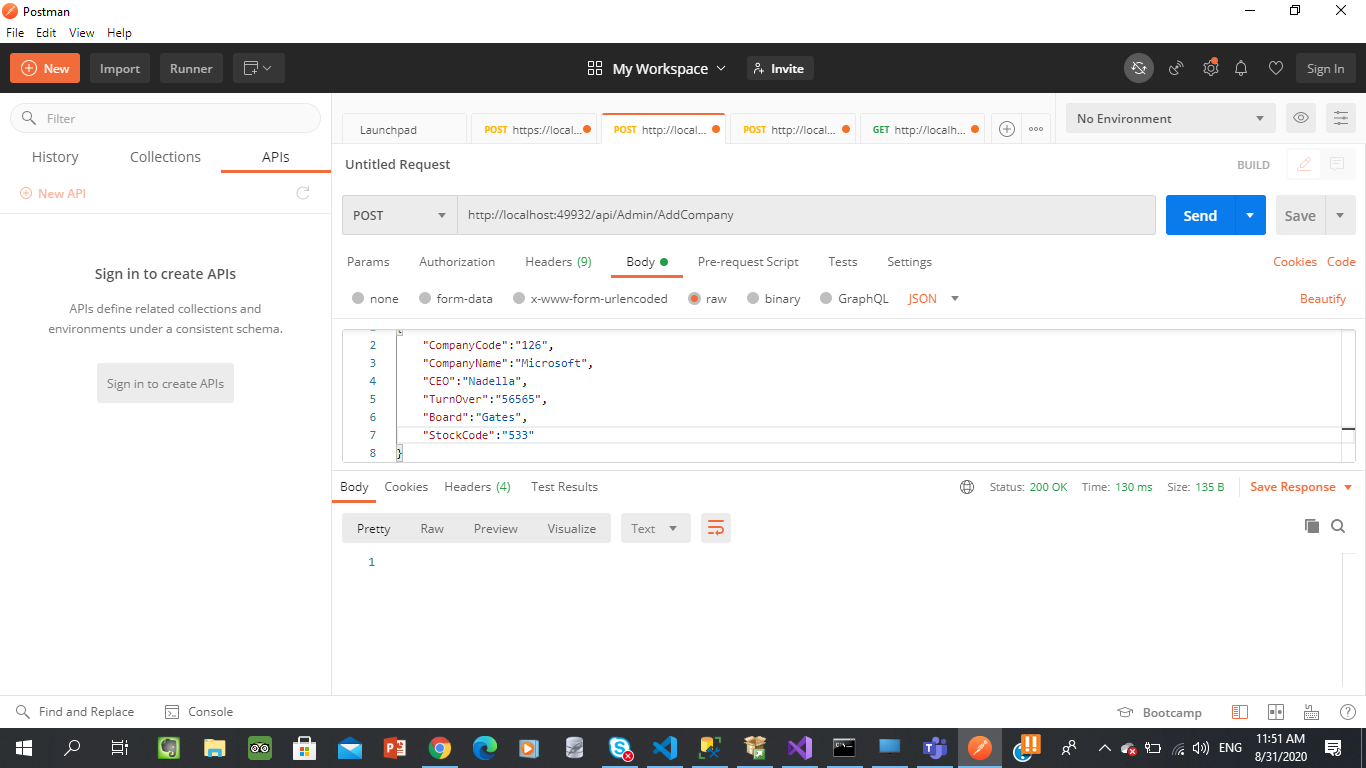 Postman
File Edit View Help
New Import Runner My Workspace Invite Sign In
Filter
History Collections APIs
New API
Sign in to create APIs
APIs define related collections and
environments under a consistent schema.
Sign in to create APIs
Launchpad POST https://local... POST http://local... POST http://local... GET http://localh... No Environment
Untitled Request BUILD
POST http://localhost:49932/api/Admin/AddCompany Send Save
Params Authorization Headers (9) Body Pre-request Script Tests Settings Cookies Code
none form-data x-www-form-urlencoded raw binary GraphQL JSON Beautify
2 "CompanyCode":"126",
3 "CompanyName":"Microsoft",
4 "CEO":"Nadella",
5 "TurnOver":"56565",
6 "Board":"Gates",
7 "StockCode":"533"
8 }
Body Cookies Headers (4) Test Results Status: 200 OK Time: 130 ms Size: 135 B Save Response
Pretty Raw Preview Visualize Text
1
Find and Replace Console Bootcamp
ENG 11:51 AM
8/31/2020